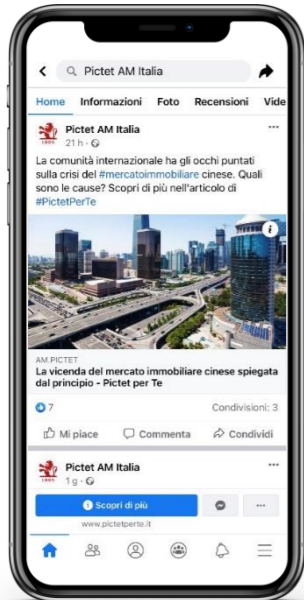 Pictet AM Italia
Home Informazioni Foto Recensioni Vide
Pictet AM Italia
21 h ·
La comunità internazionale ha gli occhi puntati
sulla crisi del #mercatoimmobiliare cinese. Quali
sono le cause? Scopri di più nell'articolo di
#PictetPerTe
AM.PICTET
La vicenda del mercato immobiliare cinese spiegata
dal principio - Pictet per Te
7 Condivisioni: 3
Mi piace Commenta Condividi
Pictet AM Italia
1 g ·
Scopri di più
www.pictetperte.it